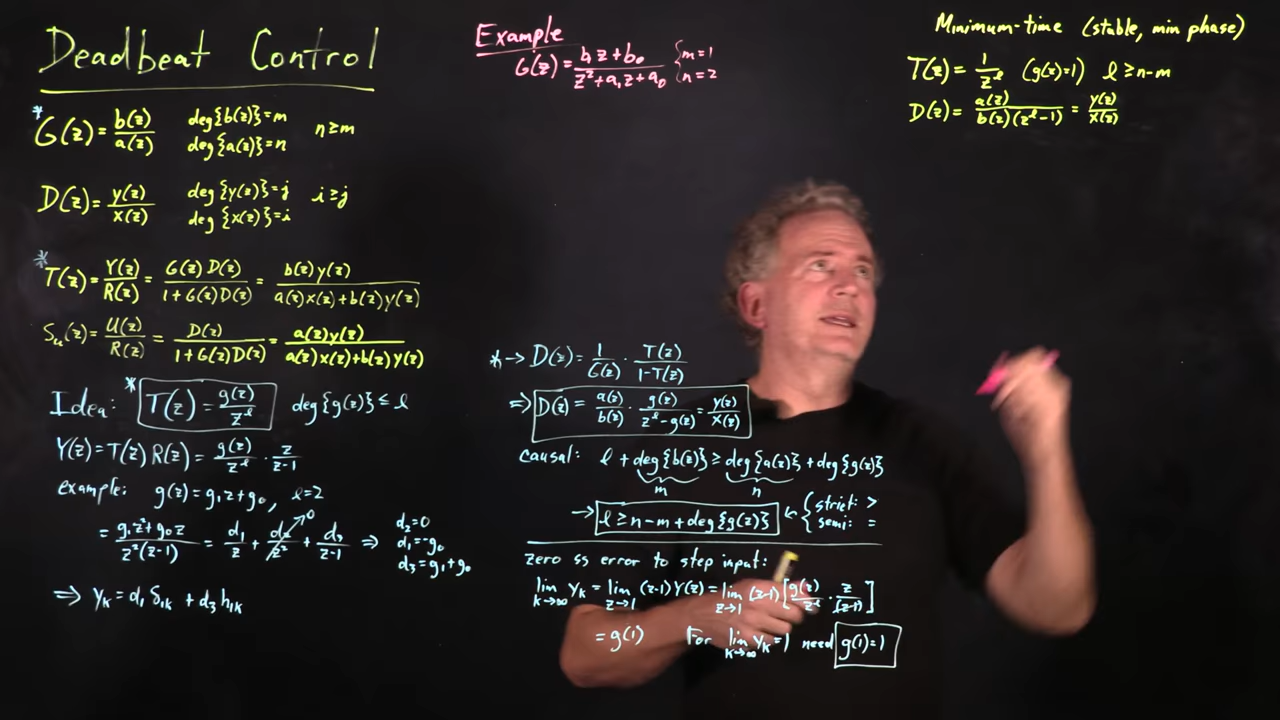 Deadbeat Control
* G(z) = b(z)/a(z)   deg{b(z)}=m   n≥m
deg{a(z)}=n
D(z) = y(z)/x(z)   deg{y(z)}=j   i≥j
deg{x(z)}=i
* T(z) = Y(z)/R(z) = G(z)D(z)/(1+G(z)D(z)) = b(z)y(z)/(a(z)x(z)+b(z)y(z))
Su(z) = U(z)/R(z) = D(z)/(1+G(z)D(z)) = a(z)y(z)/(a(z)x(z)+b(z)y(z))
Idea: * T(z) = g(z)/z^ℓ   deg{g(z)} ≤ ℓ
Y(z) = T(z) R(z) = g(z)/z^ℓ · z/(z-1)
example: g(z) = g₁z+g₀, ℓ=2
= (g₁z²+g₀z)/(z²(z-1)) = d₁/z + d₂/z² →0 + d₃/(z-1) ⇒ d₂=0
d₁=-g₀
d₃=g₁+g₀
⇒ yₖ = d₁ δ₁ₖ + d₃ h₁ₖ
Example
G(z) = (b₁z+b₀)/(z²+a₁z+a₀) { m=1
n=2
* → D(z) = 1/G(z) · T(z)/(1-T(z))
⇒ D(z) = a(z)/b(z) · g(z)/(z^ℓ-g(z)) = y(z)/x(z)
causal: ℓ + deg{b(z)} ≥ deg{a(z)} + deg{g(z)}
m   n
→ ℓ ≥ n-m + deg{g(z)} ← { strict: >
semi: =
zero ss error to step input:
lim k→∞ yₖ = lim z→1 (z-1) Y(z) = lim z→1 (z-1) [g(z)/z^ℓ · z/(z-1)]
= g(1)   For lim k→∞ yₖ=1 need g(1)=1
Minimum-time (stable, min phase)
T(z) = 1/z^ℓ   (g(z)=1)   ℓ ≥ n-m
D(z) = a(z)/(b(z)(z^ℓ-1)) = y(z)/x(z)